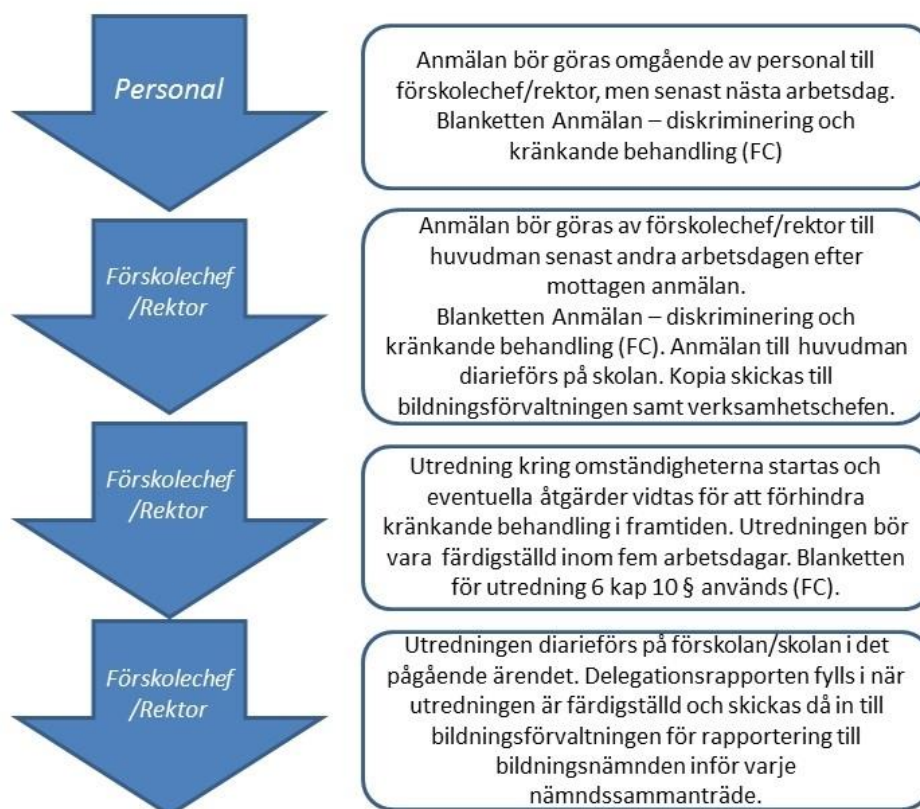 Personal
Anmälan bör göras omgående av personal till
förskolechef/rektor, men senast nästa arbetsdag.
Blanketten Anmälan – diskriminering och
kränkande behandling (FC)
Förskolechef
/Rektor
Anmälan bör göras av förskolechef/rektor till
huvudman senast andra arbetsdagen efter
mottagen anmälan.
Blanketten Anmälan – diskriminering och
kränkande behandling (FC). Anmälan till huvudman
diarieförs på skolan. Kopia skickas till
bildningsförvaltningen samt verksamhetschefen.
Förskolechef
/Rektor
Utredning kring omständigheterna startas och
eventuella åtgärder vidtas för att förhindra
kränkande behandling i framtiden. Utredningen bör
vara färdigställd inom fem arbetsdagar. Blanketten
för utredning 6 kap 10 § används (FC).
Förskolechef
/Rektor
Utredningen diarieförs på förskolan/skolan i det
pågående ärendet. Delegationsrapporten fylls i när
utredningen är färdigställd och skickas då in till
bildningsförvaltningen för rapportering till
bildningsnämnden inför varje
nämndssammanträde.